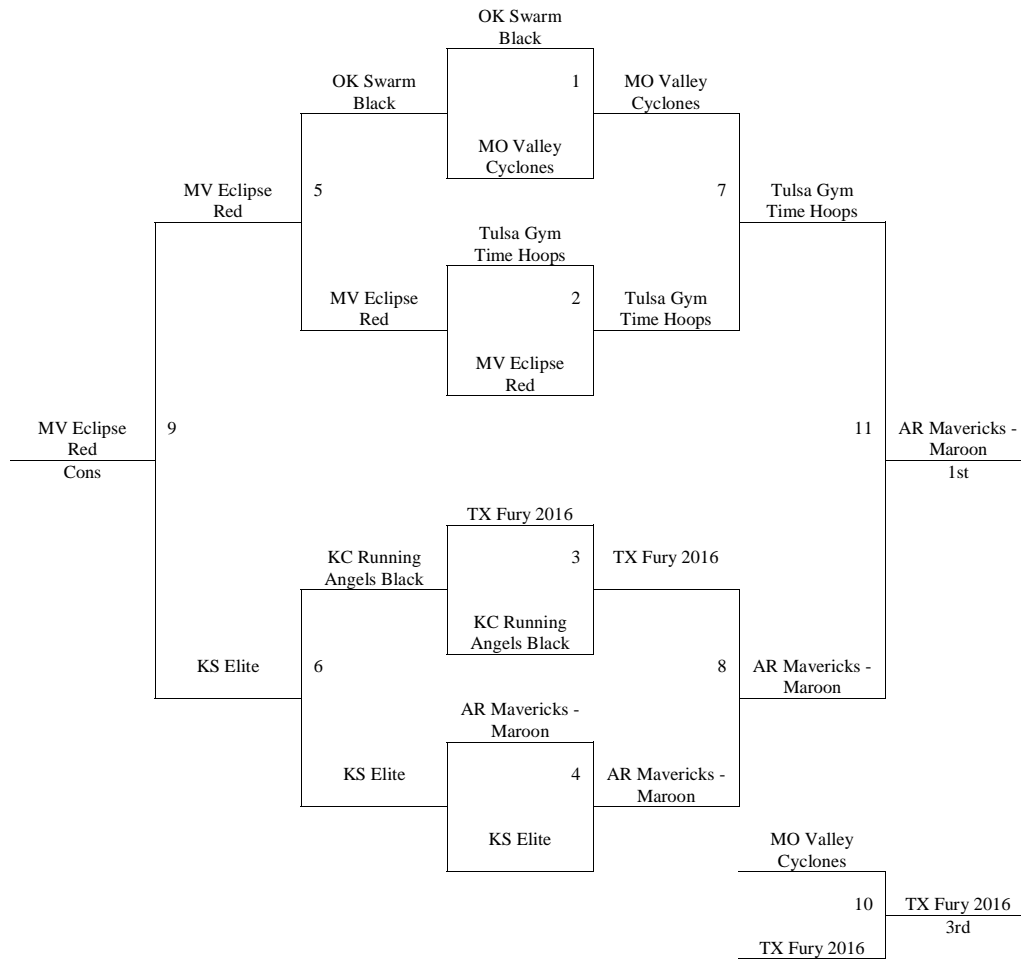 OK Swarm
Black
OK Swarm
Black
1
MO Valley
Cyclones
MO Valley
Cyclones
MV Eclipse
Red
5
7
Tulsa Gym
Time Hoops
Tulsa Gym
Time Hoops
MV Eclipse
Red
2
Tulsa Gym
Time Hoops
MV Eclipse
Red
MV Eclipse
Red
Cons
9
11
AR Mavericks -
Maroon
1st
TX Fury 2016
KC Running
Angels Black
3
TX Fury 2016
KC Running
Angels Black
KS Elite
6
8
AR Mavericks -
Maroon
AR Mavericks -
Maroon
KS Elite
4
AR Mavericks -
Maroon
KS Elite
MO Valley
Cyclones
10
TX Fury 2016
3rd
TX Fury 2016